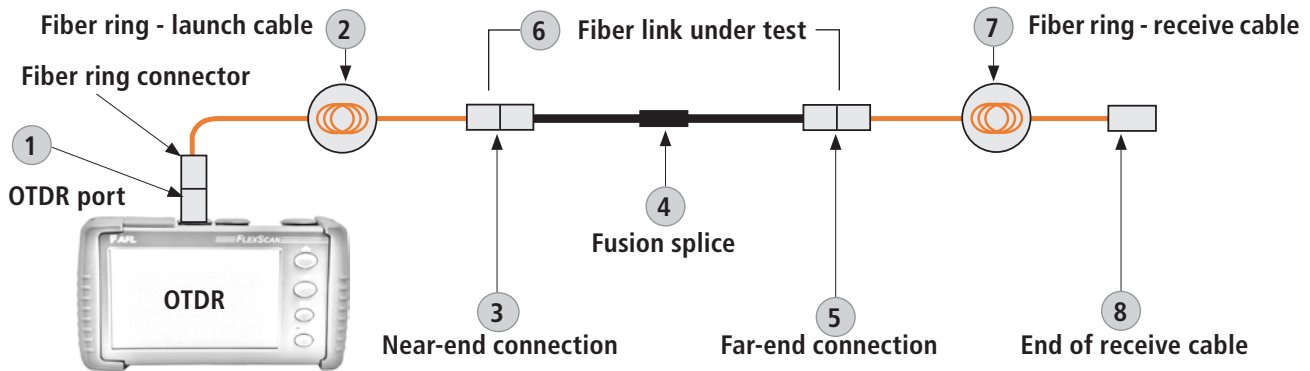 Fiber ring - launch cable 2
6 Fiber link under test
7 Fiber ring - receive cable
Fiber ring connector
1
OTDR port
4
Fusion splice
AFL FLEXSCAN
OTDR
3
Near-end connection
5
Far-end connection
8
End of receive cable